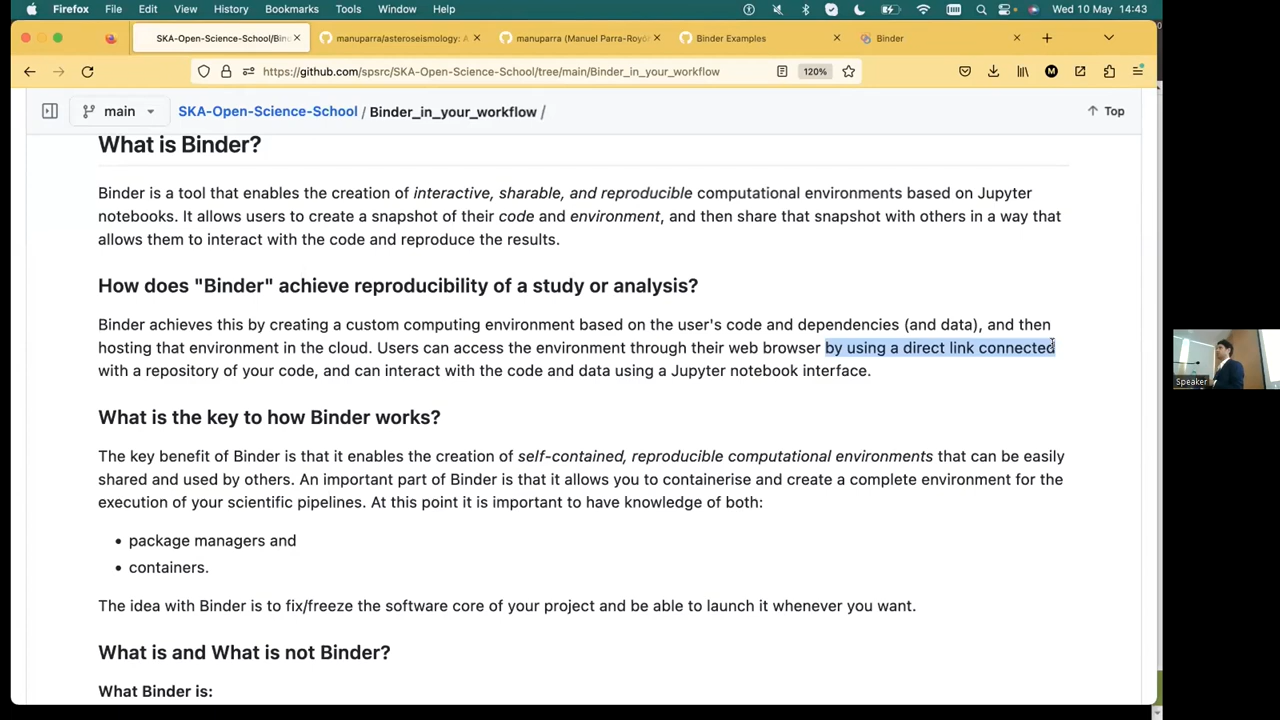 Firefox File Edit View History Bookmarks Tools Window Help Wed 10 May 14:43
SKA-Open-Science-School/Bin manuparra/asteroseismology: A manuparra (Manuel Parra-Royó Binder Examples Binder
https://github.com/spsrc/SKA-Open-Science-School/tree/main/Binder_in_your_workflow 120%
main SKA-Open-Science-School / Binder_in_your_workflow / Top
What is Binder?
Binder is a tool that enables the creation of interactive, sharable, and reproducible computational environments based on Jupyter
notebooks. It allows users to create a snapshot of their code and environment, and then share that snapshot with others in a way that
allows them to interact with the code and reproduce the results.
How does "Binder" achieve reproducibility of a study or analysis?
Binder achieves this by creating a custom computing environment based on the user's code and dependencies (and data), and then
hosting that environment in the cloud. Users can access the environment through their web browser by using a direct link connected
with a repository of your code, and can interact with the code and data using a Jupyter notebook interface.
Speaker
What is the key to how Binder works?
The key benefit of Binder is that it enables the creation of self-contained, reproducible computational environments that can be easily
shared and used by others. An important part of Binder is that it allows you to containerise and create a complete environment for the
execution of your scientific pipelines. At this point it is important to have knowledge of both:
• package managers and
• containers.
The idea with Binder is to fix/freeze the software core of your project and be able to launch it whenever you want.
What is and What is not Binder?
What Binder is: